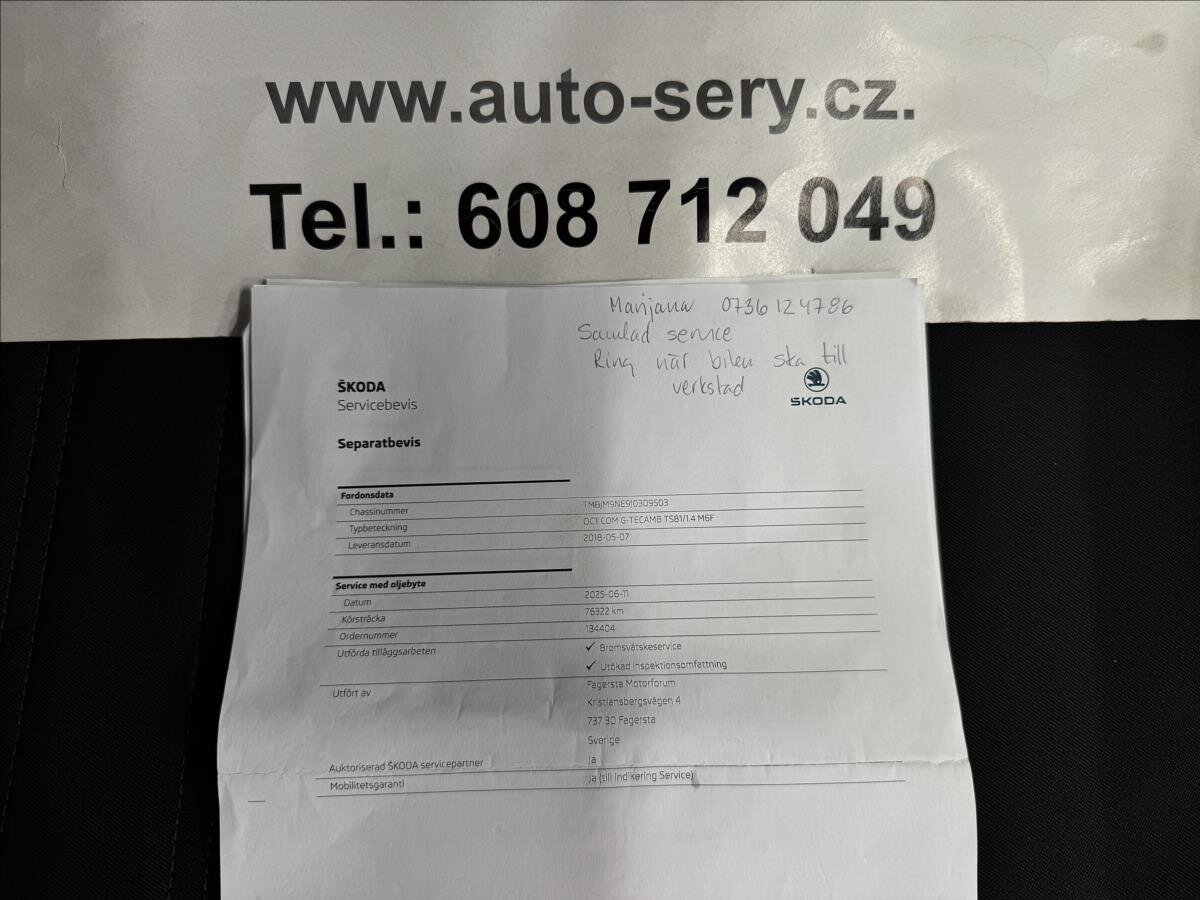 www.auto-sery.cz.
Tel.: 608 712 049
Marijana 0736124786
Samlad service
Ring när bilen ska till
verkstad
ŠKODA
ŠKODA
Servicebevis
Separatbevis
Fordonsdata
Chassinummer TMBJM9NE9J0309503
Typbeteckning OCT.COM G-TECAMB TS81/1.4 M6F
Leveransdatum 2018-05-07
Service med oljebyte
Datum 2025-06-11
Körsträcka 76322 km
Ordernummer 134404
Utförda tilläggsarbeten ✓ Bromsvätskeservice
✓ Utökad Inspektionsomfattning
Utfört av Fagersta Motorforum
Kristiansbergsvägen 4
737 30 Fagersta
Sverige
Auktoriserad ŠKODA servicepartner Ja
Mobilitetsgaranti Ja (till Indikering Service)